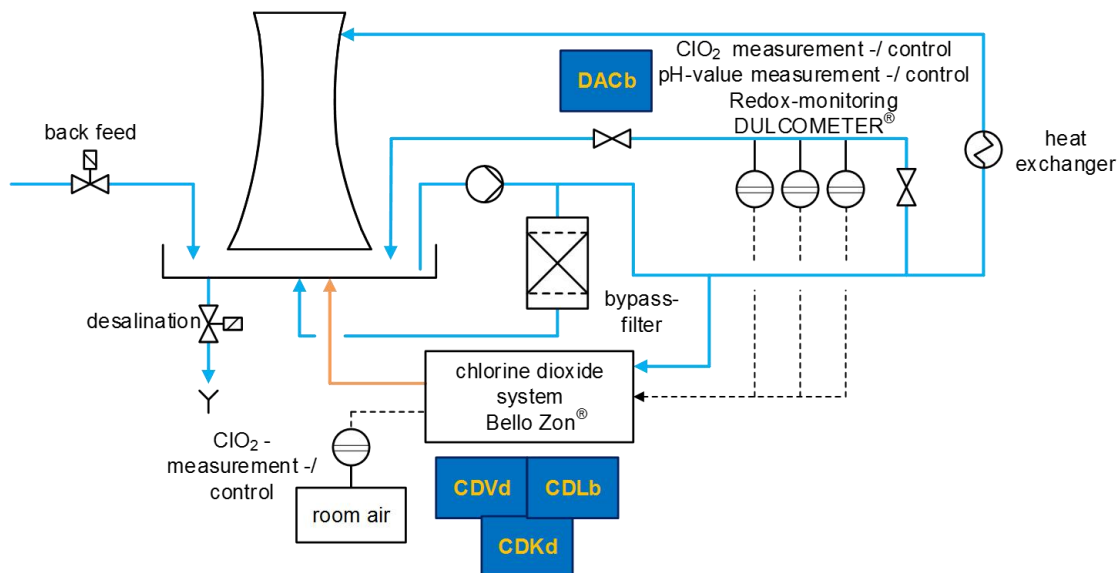 ClO₂ measurement -/ control
pH-value measurement -/ control
Redox-monitoring
DULCOMETER®
DACb
back feed
heat
exchanger
desalination
bypass-
filter
chlorine dioxide
system
Bello Zon®
ClO₂ -
measurement -/
control
room air
CDVd
CDLb
CDKd